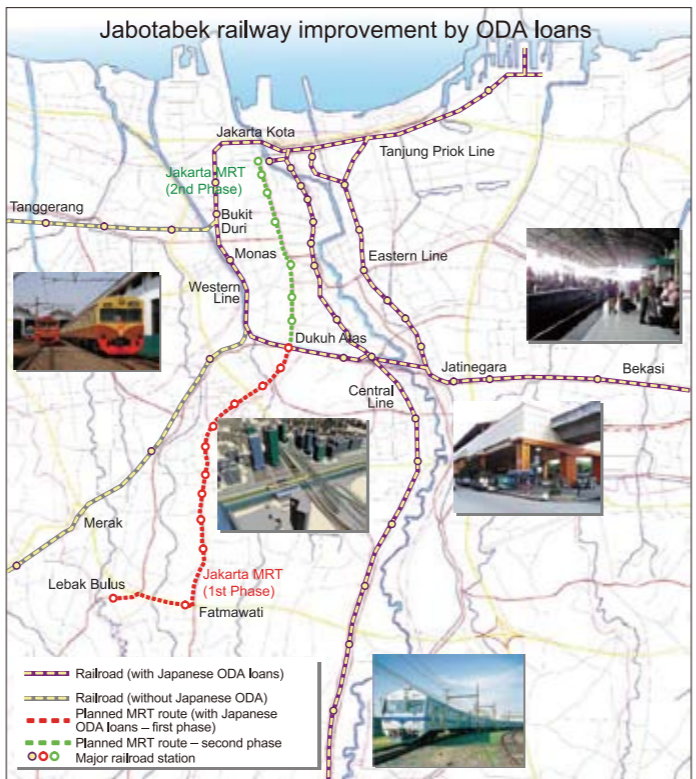 Jabotabek railway improvement by ODA loans
Jakarta Kota
Tanjung Priok Line
Jakarta MRT
(2nd Phase)
Tanggerang
Bukit
Duri
Monas
Eastern Line
Western
Line
Dukuh Atas
Jatinegara
Bekasi
Central
Line
Merak
Lebak Bulus
Jakarta MRT
(1st Phase)
Fatmawati
Railroad (with Japanese ODA loans)
Railroad (without Japanese ODA)
Planned MRT route (with Japanese
ODA loans – first phase)
Planned MRT route – second phase
Major railroad station